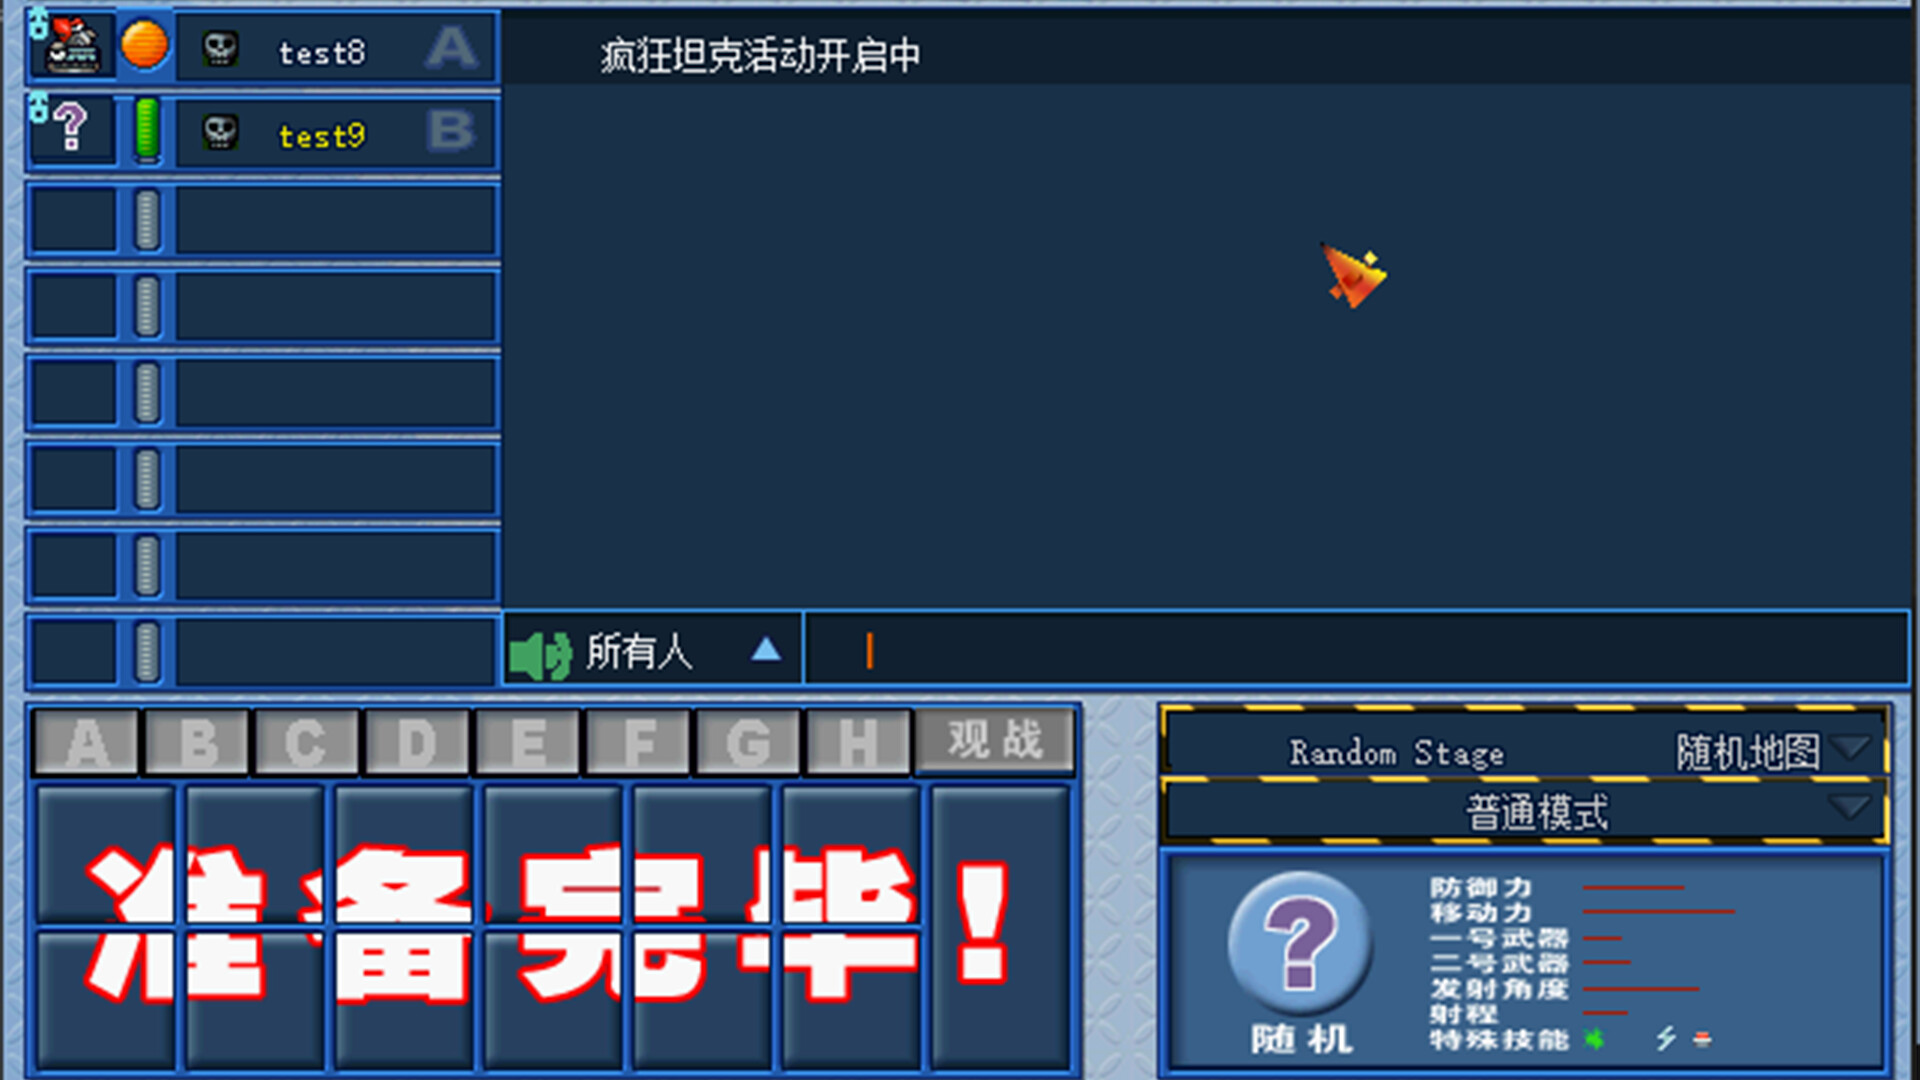 test8 A
疯狂坦克活动开启中
test9 B
所有人
A B C D E F G H 观战
准备完毕!
Random Stage 随机地图
普通模式
?
随机
防御力
移动力
一号武器
二号武器
发射角度
射程
特殊技能